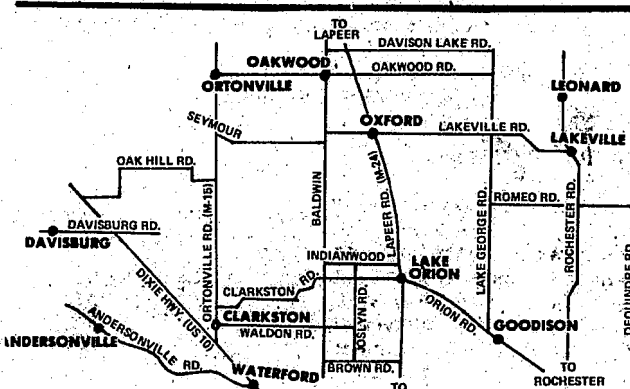 TO
LAPEER
DAVISON LAKE RD.
OAKWOOD
OAKWOOD RD.
ORTONVILLE
LEONARD
SEYMOUR
OXFORD
LAKEVILLE RD.
LAKEVILLE
OAK HILL RD.
ORTONVILLE RD. (M-15)
BALDWIN
LAPEER RD. (M-24)
LAKE GEORGE RD.
ROMEO RD.
ROCHESTER RD.
DAVISBURG RD.
DAVISBURG
DIXIE HWY. (US 10)
INDIANWOOD
LAKE
ORION
CLARKSTON RD.
JOSLYN RD.
ORION RD.
CLARKSTON
WALDON RD.
GOODISON
DEQUINDRE RD.
ANDERSONVILLE
ANDERSONVILLE RD.
WATERFORD
BROWN RD.
TO
TO
ROCHESTER